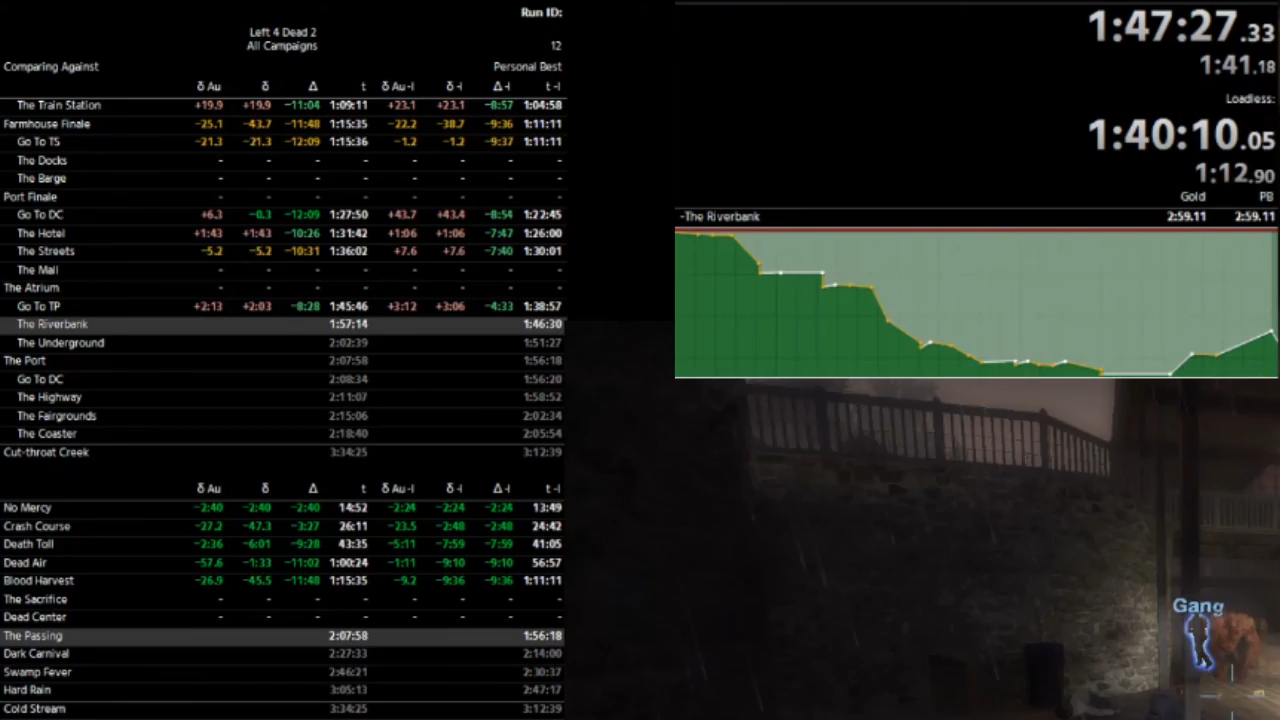 Run ID:
Left 4 Dead 2
All Campaigns
12
Comparing Against Personal Best
δ Au δ Δ t δ Au-I δ -I Δ -I t -I
The Train Station +19.9 +19.9 −11:04 1:09:11 +23.1 +23.1 −8:57 1:04:58
Farmhouse Finale −25.1 −43.7 −11:48 1:15:35 −22.2 −38.7 −9:36 1:11:11
Go To TS −21.3 −21.3 −12:09 1:15:36 −1.2 −1.2 −9:37 1:11:11
The Docks - - - - - - - -
The Barge - - - - - - - -
Port Finale - - - - - - - -
Go To DC +6.3 −0.3 −12:09 1:27:50 +43.7 +43.4 −8:54 1:22:45
The Hotel +1:43 +1:43 −10:26 1:31:42 +1:06 +1:06 −7:47 1:26:00
The Streets −5.2 −5.2 −10:31 1:36:02 +7.6 +7.6 −7:40 1:30:01
The Mall - - - - - - - -
The Atrium - - - - - - - -
Go To TP +2:13 +2:03 −8:28 1:45:46 +3:12 +3:06 −4:33 1:38:57
The Riverbank 1:57:14 1:46:30
The Underground 2:02:39 1:51:27
The Port 2:07:58 1:56:18
Go To DC 2:08:34 1:56:20
The Highway 2:11:07 1:58:52
The Fairgrounds 2:15:06 2:02:34
The Coaster 2:18:40 2:05:54
Cut-throat Creek 3:34:25 3:12:39
δ Au δ Δ t δ Au-I δ -I Δ -I t -I
No Mercy −2:40 −2:40 −2:40 14:52 −2:24 −2:24 −2:24 13:49
Crash Course −27.2 −47.3 −3:27 26:11 −23.5 −2:48 −2:48 24:42
Death Toll −2:36 −6:01 −9:28 43:35 −5:11 −7:59 −7:59 41:05
Dead Air −57.6 −1:33 −11:02 1:00:24 −1:11 −9:10 −9:10 56:57
Blood Harvest −26.9 −45.5 −11:48 1:15:35 −9.2 −9:36 −9:36 1:11:11
The Sacrifice - - - - - - - -
Dead Center - - - - - - - -
The Passing 2:07:58 1:56:18
Dark Carnival 2:27:33 2:14:00
Swamp Fever 2:46:21 2:30:37
Hard Rain 3:05:13 2:47:17
Cold Stream 3:34:25 3:12:39
1:47:27.33
1:41.18
Loadless:
1:40:10.05
1:12.90
Gold PB
-The Riverbank 2:59.11 2:59.11
Gang